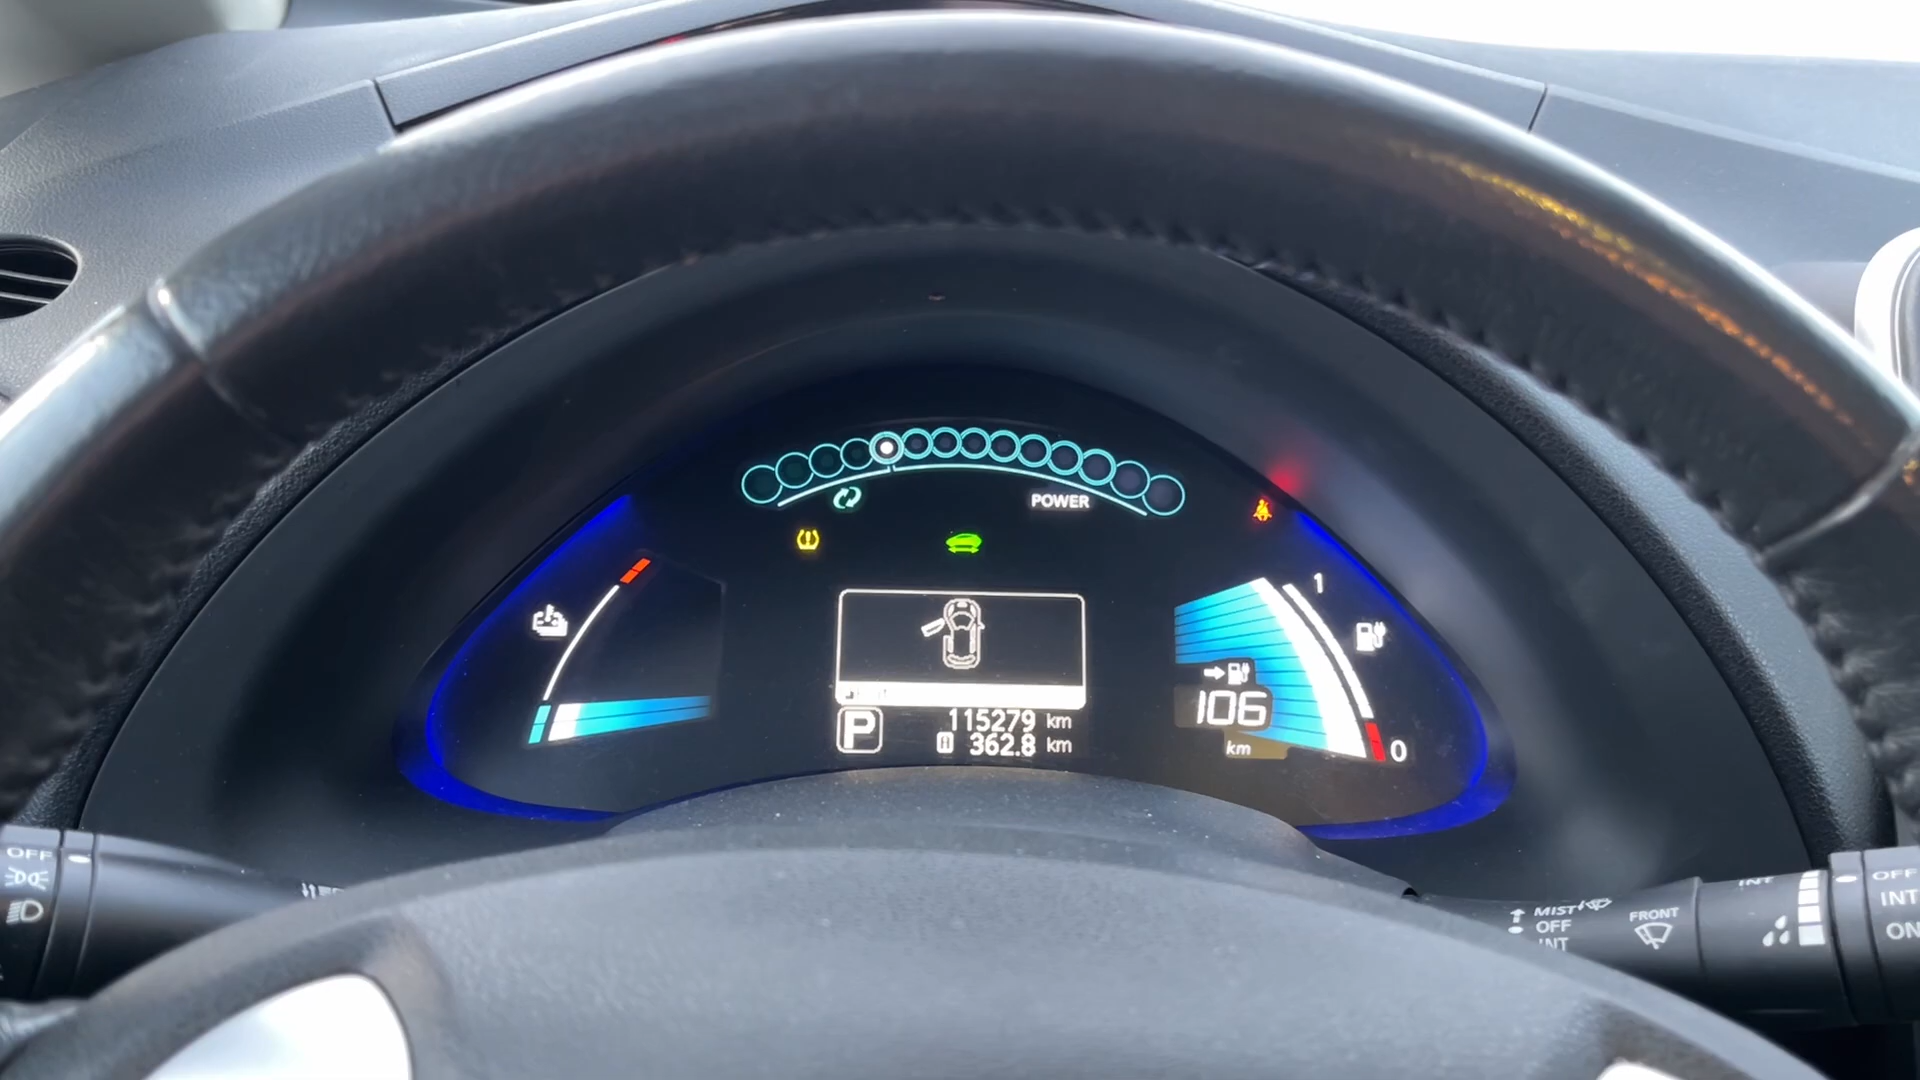 POWER
1
106
km
0
P
115279 km
362.8 km
OFF
MIST
OFF
INT
FRONT
INT
OFF
INT
ON